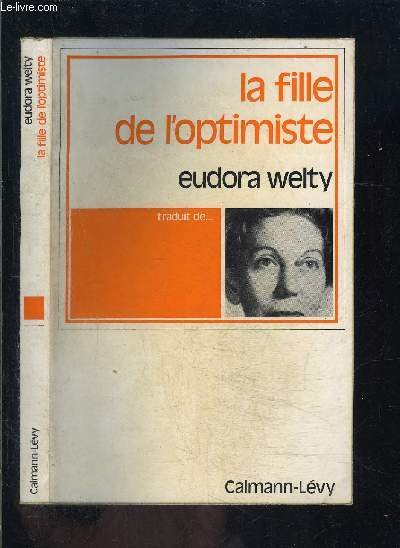 Le-livre.com
eudora welty
la fille de l'optimiste
Calmann-Lévy
la fille
de l'optimiste
eudora welty
traduit de...
Calmann-Lévy